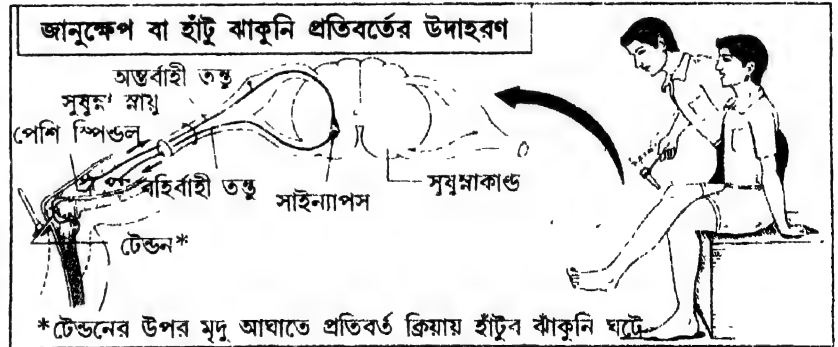 জানুক্ষেপ বা হাঁটু ঝাকুনি প্রতিবর্তের উদাহরণ
অন্তর্বাহী তন্তু
সুষুম্ন' স্নায়ু
পেশি স্পিন্ডল
বহির্বাহী তন্তু
সাইন্যাপস
সুষুম্নাকান্ড
টেন্ডন*
*টেন্ডনের উপর মৃদু আঘাতে প্রতিবর্ত ক্রিয়ায় হাঁটুব ঝাঁকুনি ঘটে